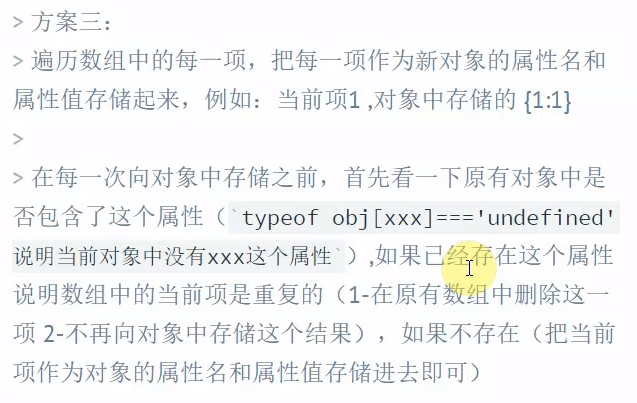 > 方案三：
> 遍历数组中的每一项，把每一项作为新对象的属性名和
属性值存储起来，例如：当前项1 ,对象中存储的 {1:1}
>
> 在每一次向对象中存储之前，首先看一下原有对象中是
否包含了这个属性（`typeof obj[xxx]==='undefined'
说明当前对象中没有xxx这个属性`）,如果已经存在这个属性
说明数组中的当前项是重复的（1-在原有数组中删除这一
项 2-不再向对象中存储这个结果），如果不存在（把当前
项作为对象的属性名和属性值存储进去即可）